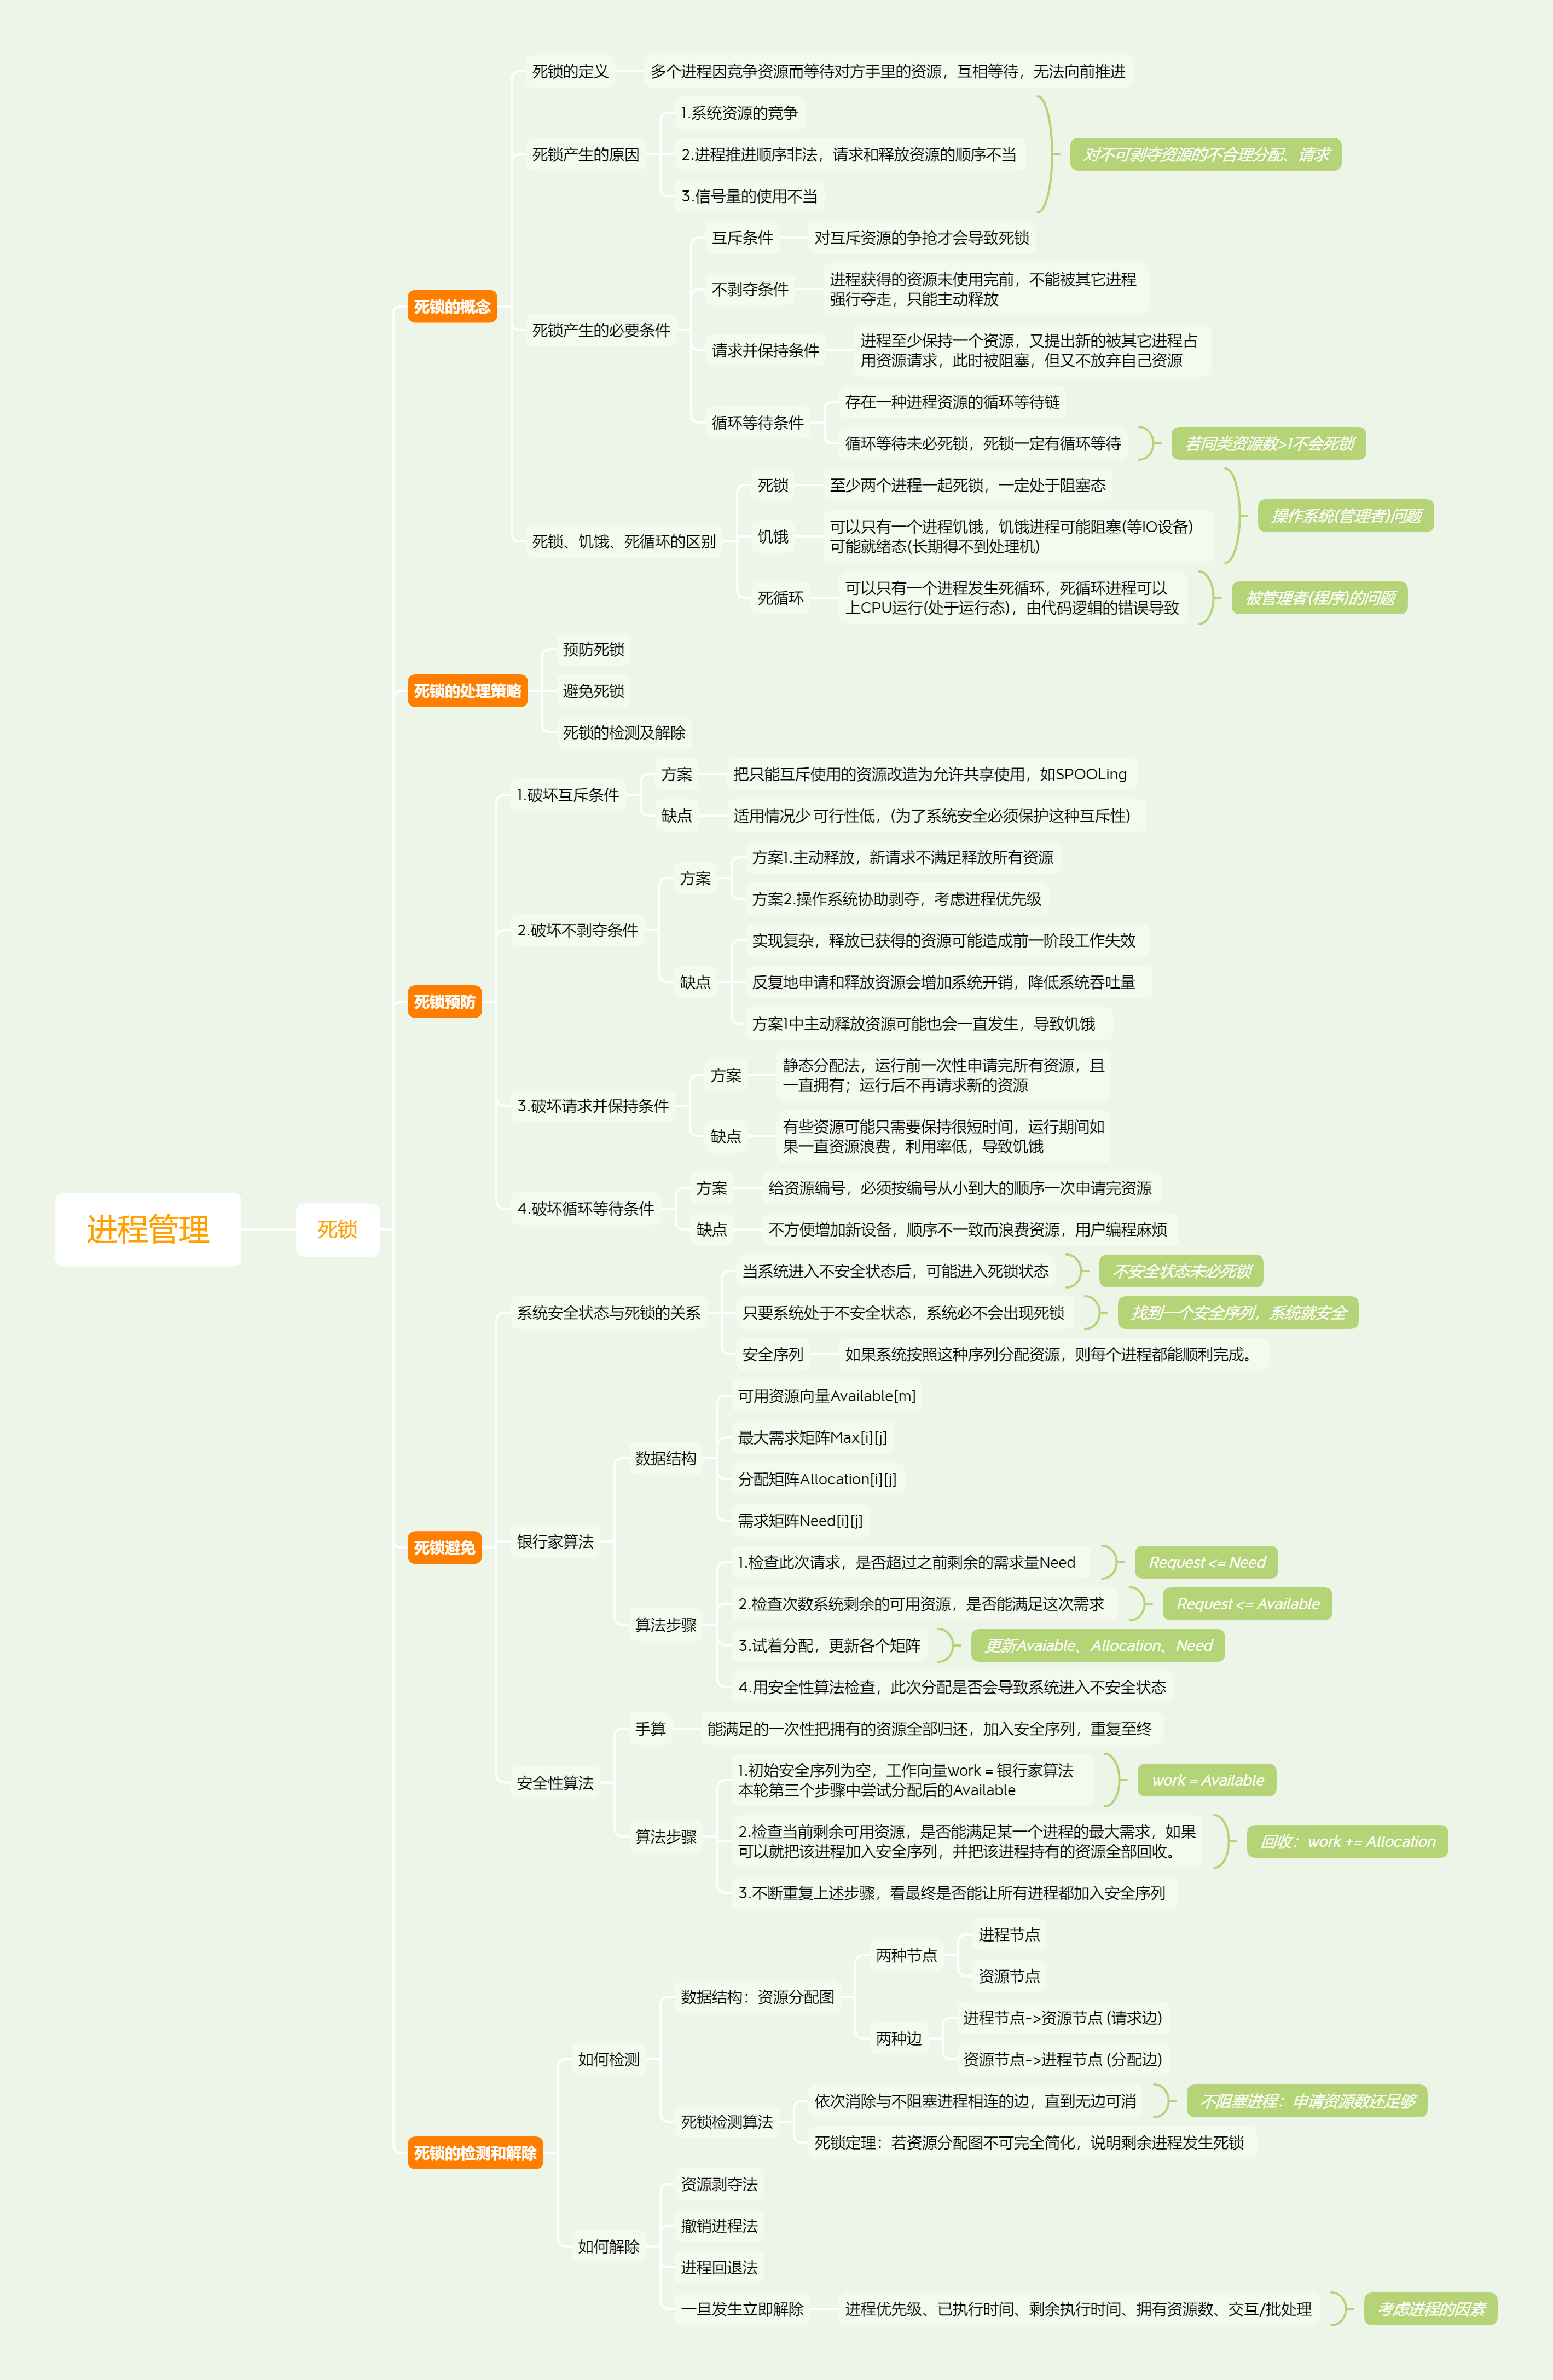 死锁的定义
多个进程因竞争资源而等待对方手里的资源，互相等待，无法向前推进
死锁产生的原因
1.系统资源的竞争
2.进程推进顺序非法，请求和释放资源的顺序不当
3.信号量的使用不当
对不可剥夺资源的不合理分配、请求
死锁的概念
死锁产生的必要条件
互斥条件
对互斥资源的争抢才会导致死锁
不剥夺条件
进程获得的资源未使用完前，不能被其它进程
强行夺走，只能主动释放
请求并保持条件
进程至少保持一个资源，又提出新的被其它进程占
用资源请求，此时被阻塞，但又不放弃自己资源
循环等待条件
存在一种进程资源的循环等待链
循环等待未必死锁，死锁一定有循环等待
若同类资源数>1不会死锁
死锁、饥饿、死循环的区别
死锁
至少两个进程一起死锁，一定处于阻塞态
饥饿
可以只有一个进程饥饿，饥饿进程可能阻塞(等IO设备)
可能就绪态(长期得不到处理机)
操作系统(管理者)问题
死循环
可以只有一个进程发生死循环，死循环进程可以
上CPU运行(处于运行态)，由代码逻辑的错误导致
被管理者(程序)的问题
死锁的处理策略
预防死锁
避免死锁
死锁的检测及解除
死锁预防
1.破坏互斥条件
方案
把只能互斥使用的资源改造为允许共享使用，如SPOOLing
缺点
适用情况少 可行性低，(为了系统安全必须保护这种互斥性)
2.破坏不剥夺条件
方案
方案1.主动释放，新请求不满足释放所有资源
方案2.操作系统协助剥夺，考虑进程优先级
缺点
实现复杂，释放已获得的资源可能造成前一阶段工作失效
反复地申请和释放资源会增加系统开销，降低系统吞吐量
方案1中主动释放资源可能也会一直发生，导致饥饿
3.破坏请求并保持条件
方案
静态分配法，运行前一次性申请完所有资源，且
一直拥有；运行后不再请求新的资源
缺点
有些资源可能只需要保持很短时间，运行期间如
果一直资源浪费，利用率低，导致饥饿
4.破坏循环等待条件
方案
给资源编号，必须按编号从小到大的顺序一次申请完资源
缺点
不方便增加新设备，顺序不一致而浪费资源，用户编程麻烦
进程管理
死锁
死锁避免
系统安全状态与死锁的关系
当系统进入不安全状态后，可能进入死锁状态
不安全状态未必死锁
只要系统处于不安全状态，系统必不会出现死锁
找到一个安全序列，系统就安全
安全序列
如果系统按照这种序列分配资源，则每个进程都能顺利完成。
银行家算法
数据结构
可用资源向量Available[m]
最大需求矩阵Max[i][j]
分配矩阵Allocation[i][j]
需求矩阵Need[i][j]
算法步骤
1.检查此次请求，是否超过之前剩余的需求量Need
Request <= Need
2.检查次数系统剩余的可用资源，是否能满足这次需求
Request <= Available
3.试着分配，更新各个矩阵
更新Avaiable、Allocation、Need
4.用安全性算法检查，此次分配是否会导致系统进入不安全状态
安全性算法
手算
能满足的一次性把拥有的资源全部归还，加入安全序列，重复至终
算法步骤
1.初始安全序列为空，工作向量work = 银行家算法
本轮第三个步骤中尝试分配后的Available
work = Available
2.检查当前剩余可用资源，是否能满足某一个进程的最大需求，如果
可以就把该进程加入安全序列，并把该进程持有的资源全部回收。
回收：work += Allocation
3.不断重复上述步骤，看最终是否能让所有进程都加入安全序列
死锁的检测和解除
如何检测
数据结构：资源分配图
两种节点
进程节点
资源节点
两种边
进程节点->资源节点 (请求边)
资源节点->进程节点 (分配边)
死锁检测算法
依次消除与不阻塞进程相连的边，直到无边可消
不阻塞进程：申请资源数还足够
死锁定理：若资源分配图不可完全简化，说明剩余进程发生死锁
如何解除
资源剥夺法
撤销进程法
进程回退法
一旦发生立即解除
进程优先级、已执行时间、剩余执行时间、拥有资源数、交互/批处理
考虑进程的因素